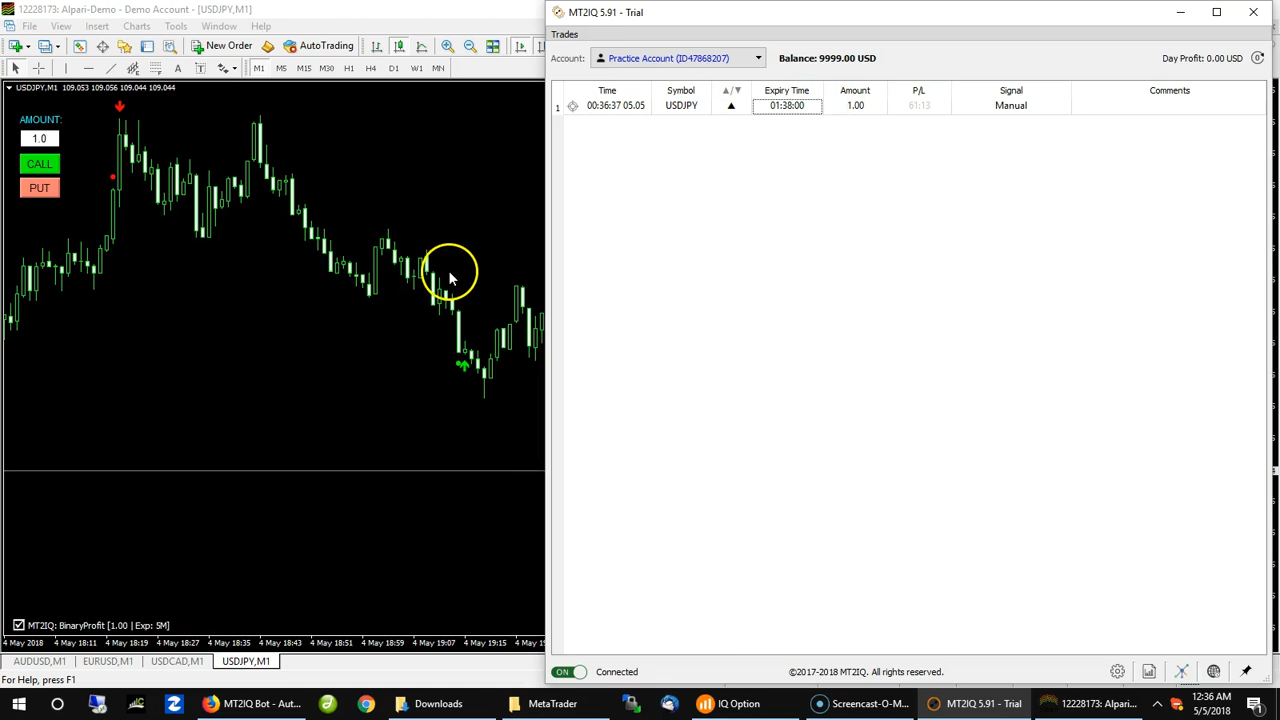 12228173: Alpari-Demo - Demo Account - [USDJPY,M1]
File View Insert Charts Tools Window Help
New Order AutoTrading
A T M1 M5 M15 M30 H1 H4 D1 W1 MN
USDJPY,M1 109.053 109.056 109.044 109.044
AMOUNT:
1.0
CALL
PUT
MT2IQ: BinaryProfit [1.00 | Exp: 5M]
4 May 2018 4 May 18:11 4 May 18:19 4 May 18:27 4 May 18:35 4 May 18:43 4 May 18:51 4 May 18:59 4 May 19:07 4 May 19:15 4 May 19
AUDUSD,M1 EURUSD,M1 USDCAD,M1 USDJPY,M1
For Help, press F1
MT2IQ 5.91 - Trial
Trades
Account: Practice Account (ID47868207) Balance: 9999.00 USD Day Profit: 0.00 USD
Time Symbol ▲/▼ Expiry Time Amount P/L Signal Comments
1 00:36:37 05.05 USDJPY ▲ 01:38:00 1.00 61:13 Manual
ON Connected ©2017-2018 MT2IQ. All rights reserved.
MT2IQ Bot - Aut... Downloads MetaTrader IQ Option Screencast-O-M... MT2IQ 5.91 - Trial 12228173: Alpari... 12:36 AM
5/5/2018